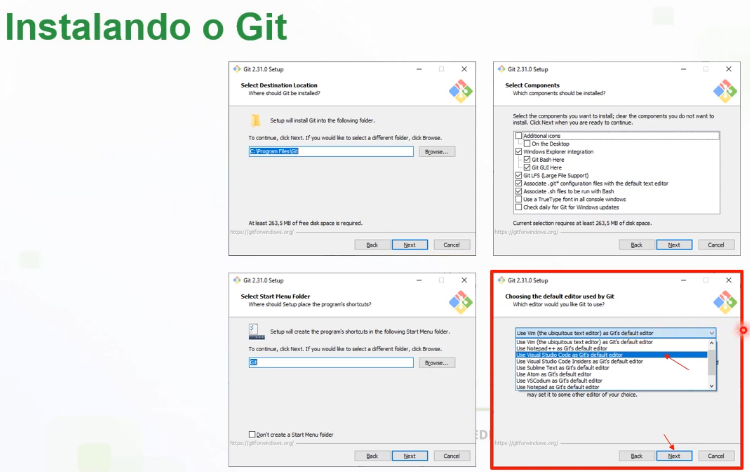 Instalando o Git
Git 2.31.0 Setup
Select Destination Location
Where should Git be installed?
Setup will install Git into the following folder.
To continue, click Next. If you would like to select a different folder, click Browse.
C:\Program Files\Git
Browse...
At least 263,5 MB of free disk space is required.
https://gitforwindows.org/
Back
Next
Cancel
Git 2.31.0 Setup
Select Components
Which components should be installed?
Select the components you want to install; clear the components you do not want to
install. Click Next when you are ready to continue.
Additional icons
On the Desktop
Windows Explorer integration
Git Bash Here
Git GUI Here
Git LFS (Large File Support)
Associate .git* configuration files with the default text editor
Associate .sh files to be run with Bash
Use a TrueType font in all console windows
Check daily for Git for Windows updates
Current selection requires at least 263,5 MB of disk space.
https://gitforwindows.org/
Back
Next
Cancel
Git 2.31.0 Setup
Select Start Menu Folder
Where should Setup place the program's shortcuts?
Setup will create the program's shortcuts in the following Start Menu folder.
To continue, click Next. If you would like to select a different folder, click Browse.
Git
Browse...
Don't create a Start Menu folder
https://gitforwindows.org/
Back
Next
Cancel
Git 2.31.0 Setup
Choosing the default editor used by Git
Which editor would you like Git to use?
Use Vim (the ubiquitous text editor) as Git's default editor
Use Vim (the ubiquitous text editor) as Git's default editor
Use Notepad++ as Git's default editor
Use Visual Studio Code as Git's default editor
Use Visual Studio Code Insiders as Git's default editor
Use Sublime Text as Git's default editor
Use Atom as Git's default editor
Use VSCodium as Git's default editor
Use Notepad as Git's default editor
may set it to some other editor of your choice.
https://gitforwindows.org/
Back
Next
Cancel